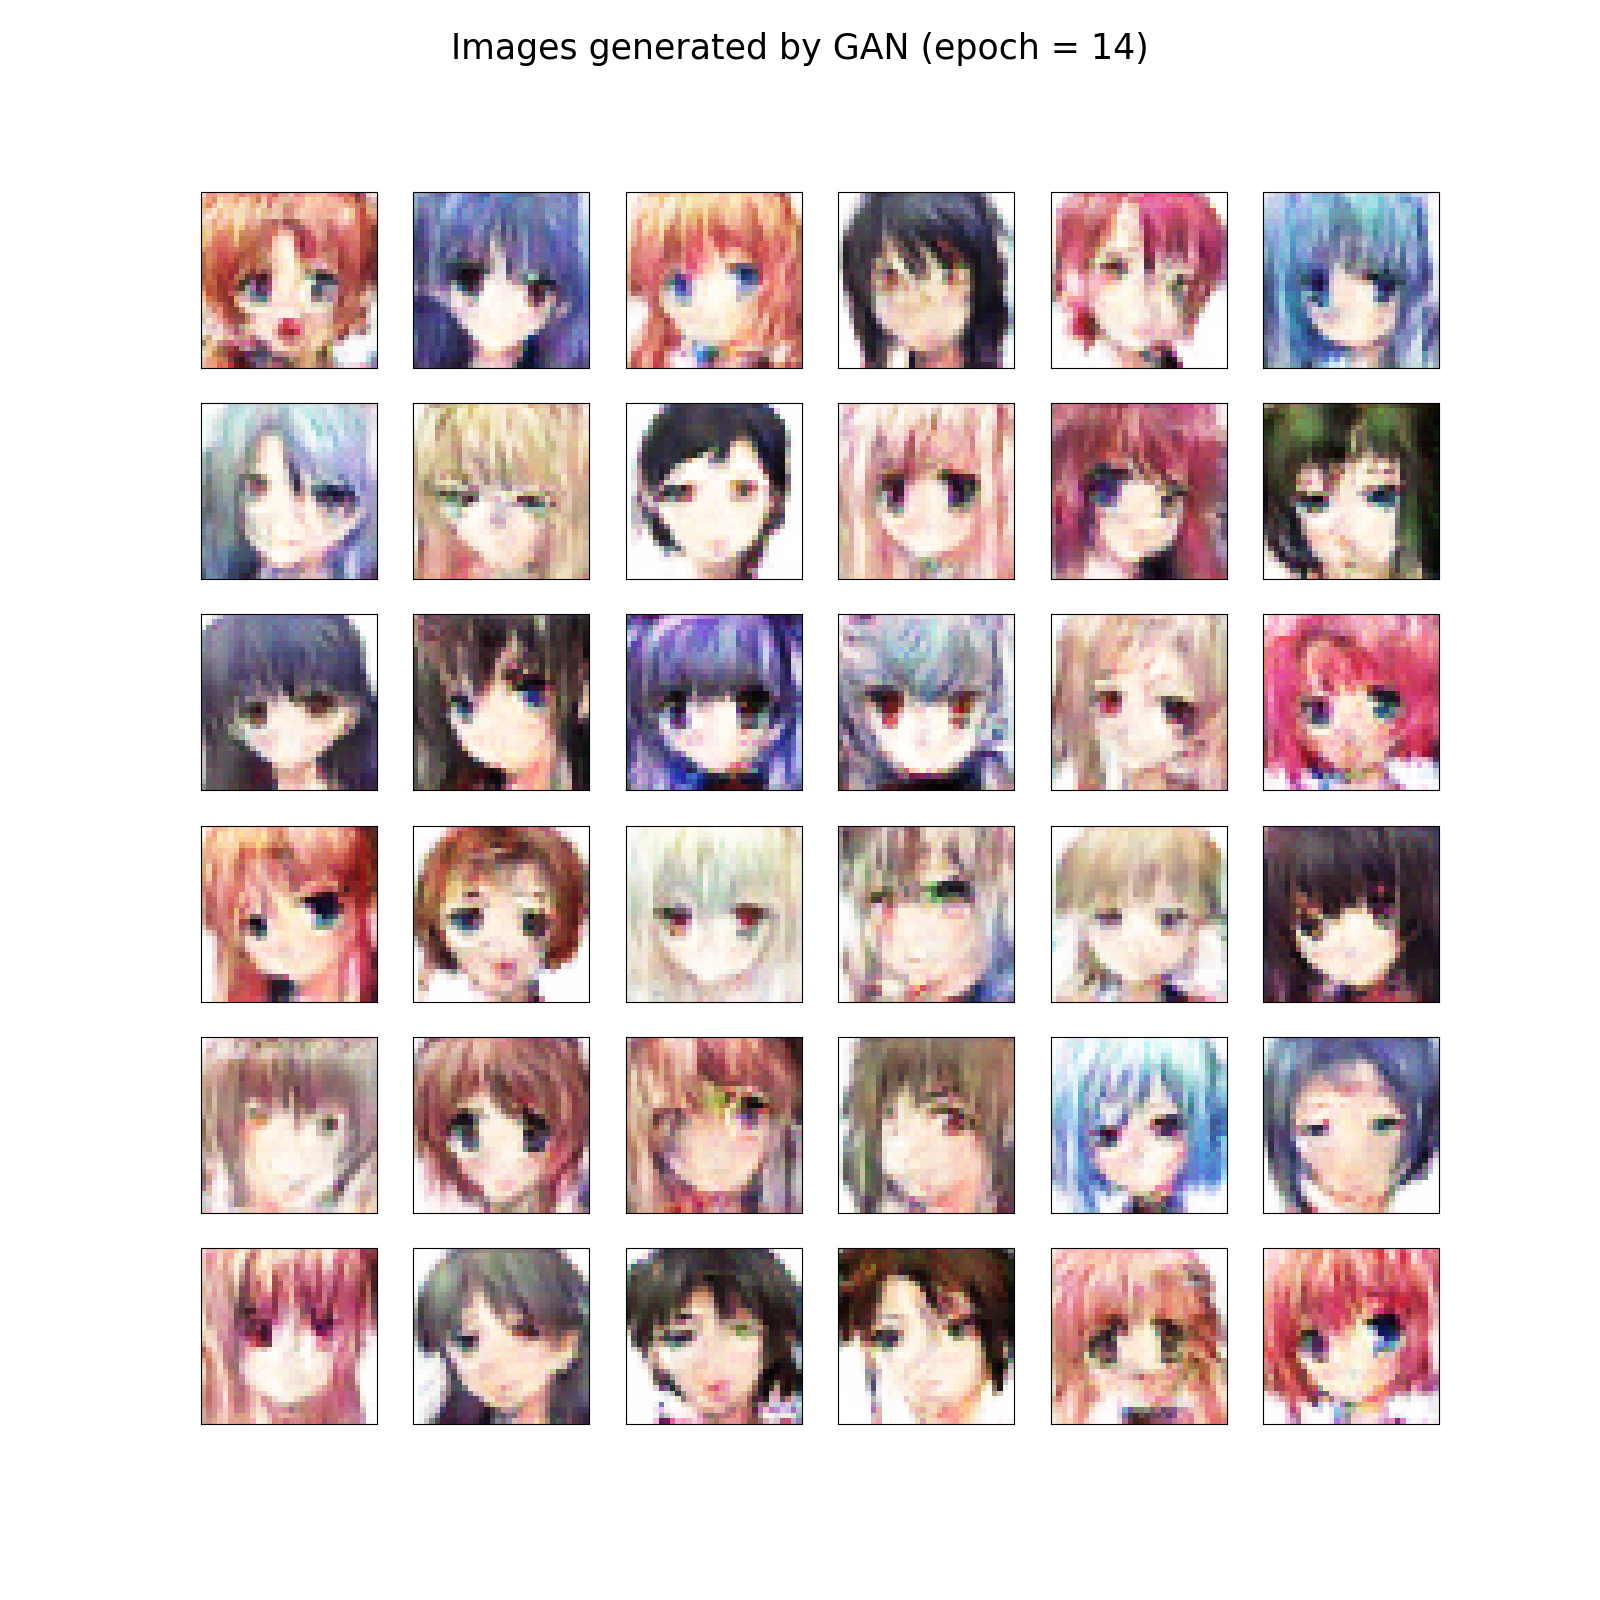 Images generated by GAN (epoch = 14)